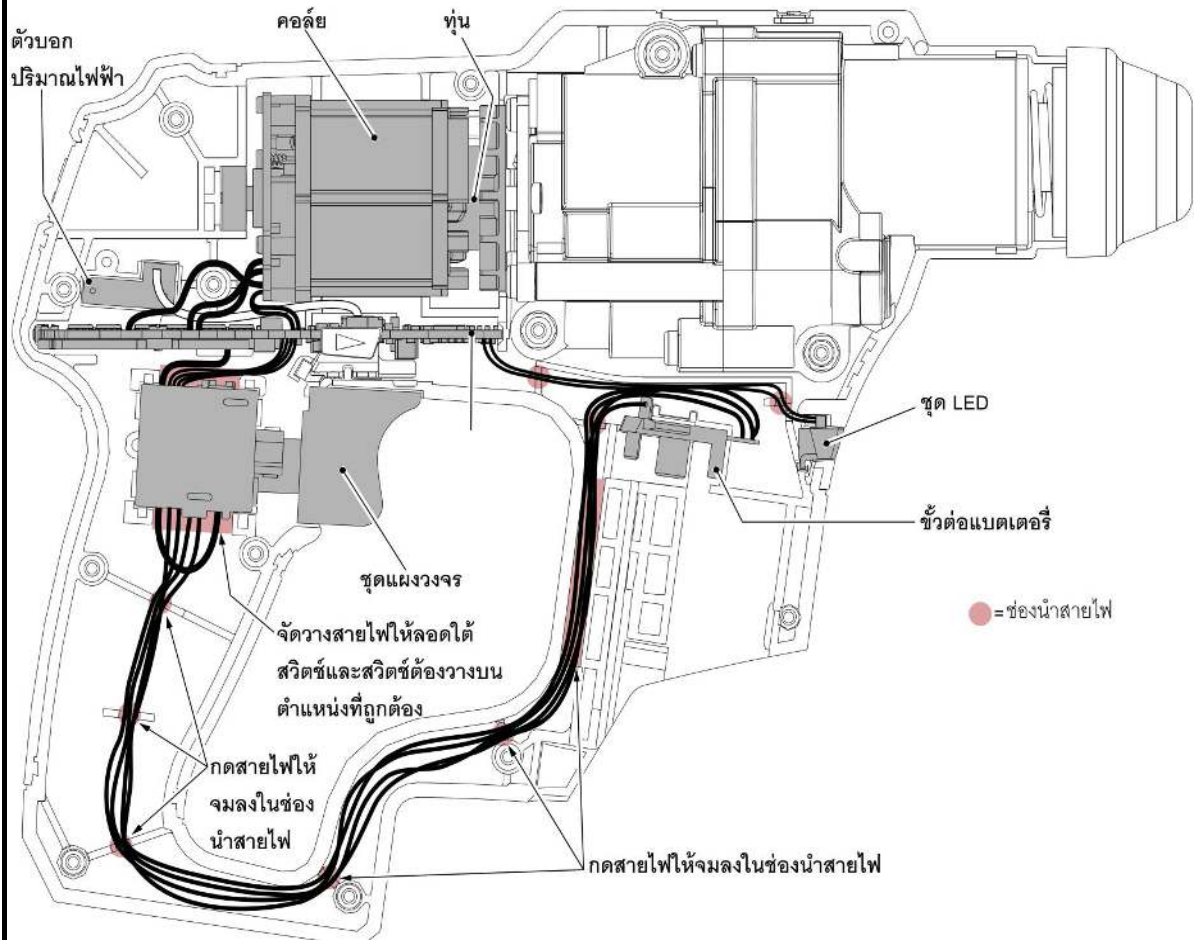 คอล์ย
ทุ่น
ตัวบอก
ปริมาณไฟฟ้า
ชุด LED
ขั้วต่อแบตเตอรี่
ชุดแผงวงจร
=ช่องนำสายไฟ
จัดวางสายไฟให้ลอดใต้
สวิตช์และสวิตช์ต้องวางบน
ตำแหน่งที่ถูกต้อง
กดสายไฟให้
จมลงในช่อง
นำสายไฟ
กดสายไฟให้จมลงในช่องนำสายไฟ